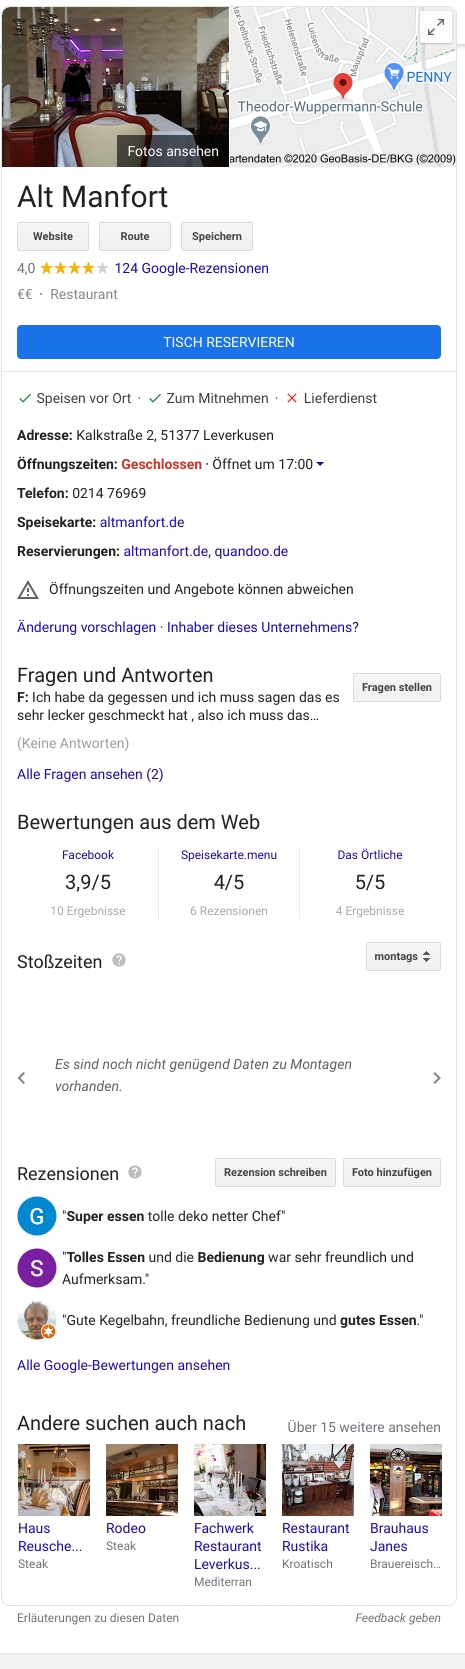 Max-Delbrück-Straße
Friedrichstraße
Helenenstraße
Luisenstraße
Mauspfad
PENNY
Theodor-Wuppermann-Schule
Fotos ansehen
artendaten ©2020 GeoBasis-DE/BKG (©2009)
Alt Manfort
Website Route Speichern
4,0 124 Google-Rezensionen
€€ · Restaurant
TISCH RESERVIEREN
Speisen vor Ort · Zum Mitnehmen · Lieferdienst
Adresse: Kalkstraße 2, 51377 Leverkusen
Öffnungszeiten: Geschlossen · Öffnet um 17:00
Telefon: 0214 76969
Speisekarte: altmanfort.de
Reservierungen: altmanfort.de, quandoo.de
Öffnungszeiten und Angebote können abweichen
Änderung vorschlagen · Inhaber dieses Unternehmens?
Fragen und Antworten
Fragen stellen
F: Ich habe da gegessen und ich muss sagen das es
sehr lecker geschmeckt hat , also ich muss das...
(Keine Antworten)
Alle Fragen ansehen (2)
Bewertungen aus dem Web
Facebook Speisekarte.menu Das Örtliche
3,9/5 4/5 5/5
10 Ergebnisse 6 Rezensionen 4 Ergebnisse
Stoßzeiten ? montags
Es sind noch nicht genügend Daten zu Montagen
vorhanden.
Rezensionen ? Rezension schreiben Foto hinzufügen
G "Super essen tolle deko netter Chef"
S "Tolles Essen und die Bedienung war sehr freundlich und
Aufmerksam."
"Gute Kegelbahn, freundliche Bedienung und gutes Essen."
Alle Google-Bewertungen ansehen
Andere suchen auch nach Über 15 weitere ansehen
Haus
Reusche...
Steak
Rodeo
Steak
Fachwerk
Restaurant
Leverkus...
Mediterran
Restaurant
Rustika
Kroatisch
Brauhaus
Janes
Brauereisch...
Erläuterungen zu diesen Daten Feedback geben